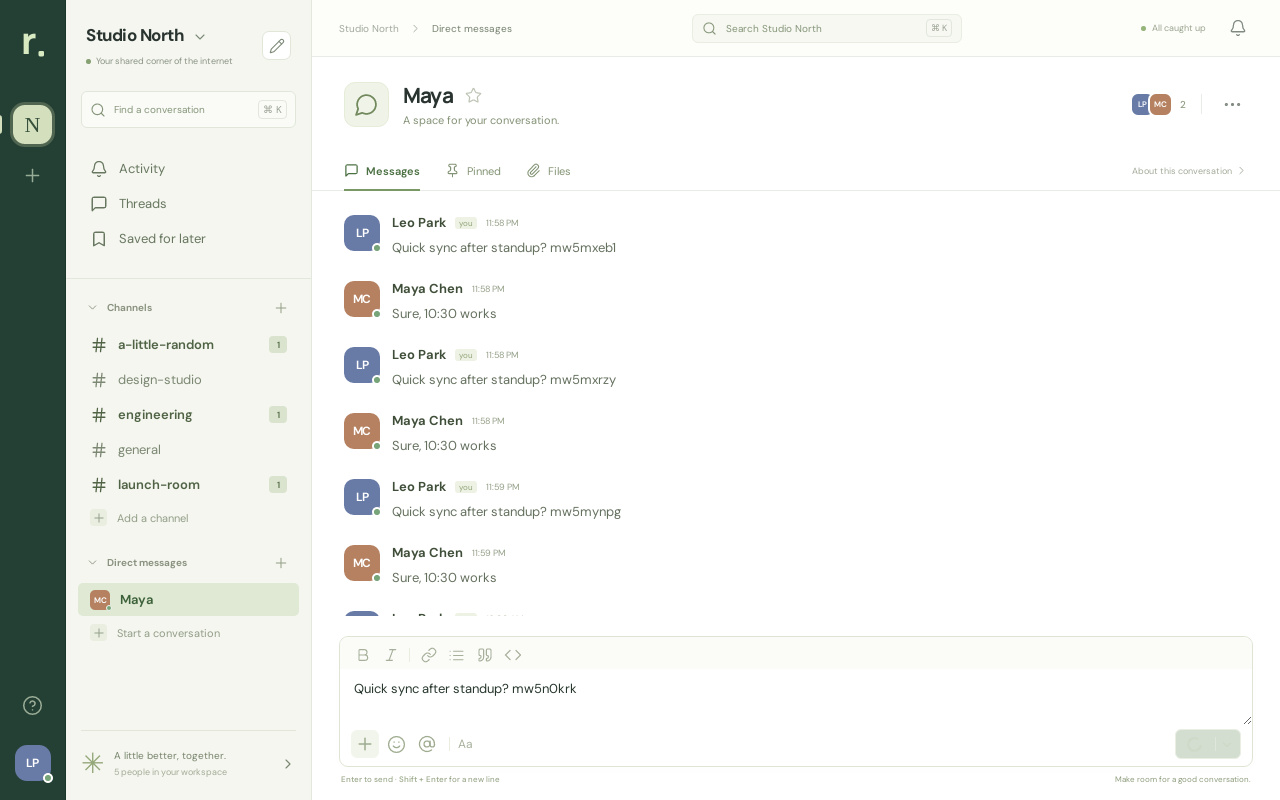 r.
N
LP
Studio North
Your shared corner of the internet
Find a conversation ⌘ K
Activity
Threads
Saved for later
Channels
a-little-random 1
design-studio
engineering 1
general
launch-room 1
Add a channel
Direct messages
MC Maya
Start a conversation
A little better, together.
5 people in your workspace
Studio North > Direct messages
Search Studio North ⌘ K
All caught up
Maya
A space for your conversation.
LP MC 2
Messages Pinned Files
About this conversation
LP Leo Park you 11:58 PM
Quick sync after standup? mw5mxeb1
MC Maya Chen 11:58 PM
Sure, 10:30 works
LP Leo Park you 11:58 PM
Quick sync after standup? mw5mxrzy
MC Maya Chen 11:58 PM
Sure, 10:30 works
LP Leo Park you 11:59 PM
Quick sync after standup? mw5mynpg
MC Maya Chen 11:59 PM
Sure, 10:30 works
Leo Park
B I
Quick sync after standup? mw5n0krk
Aa
Enter to send · Shift + Enter for a new line
Make room for a good conversation.